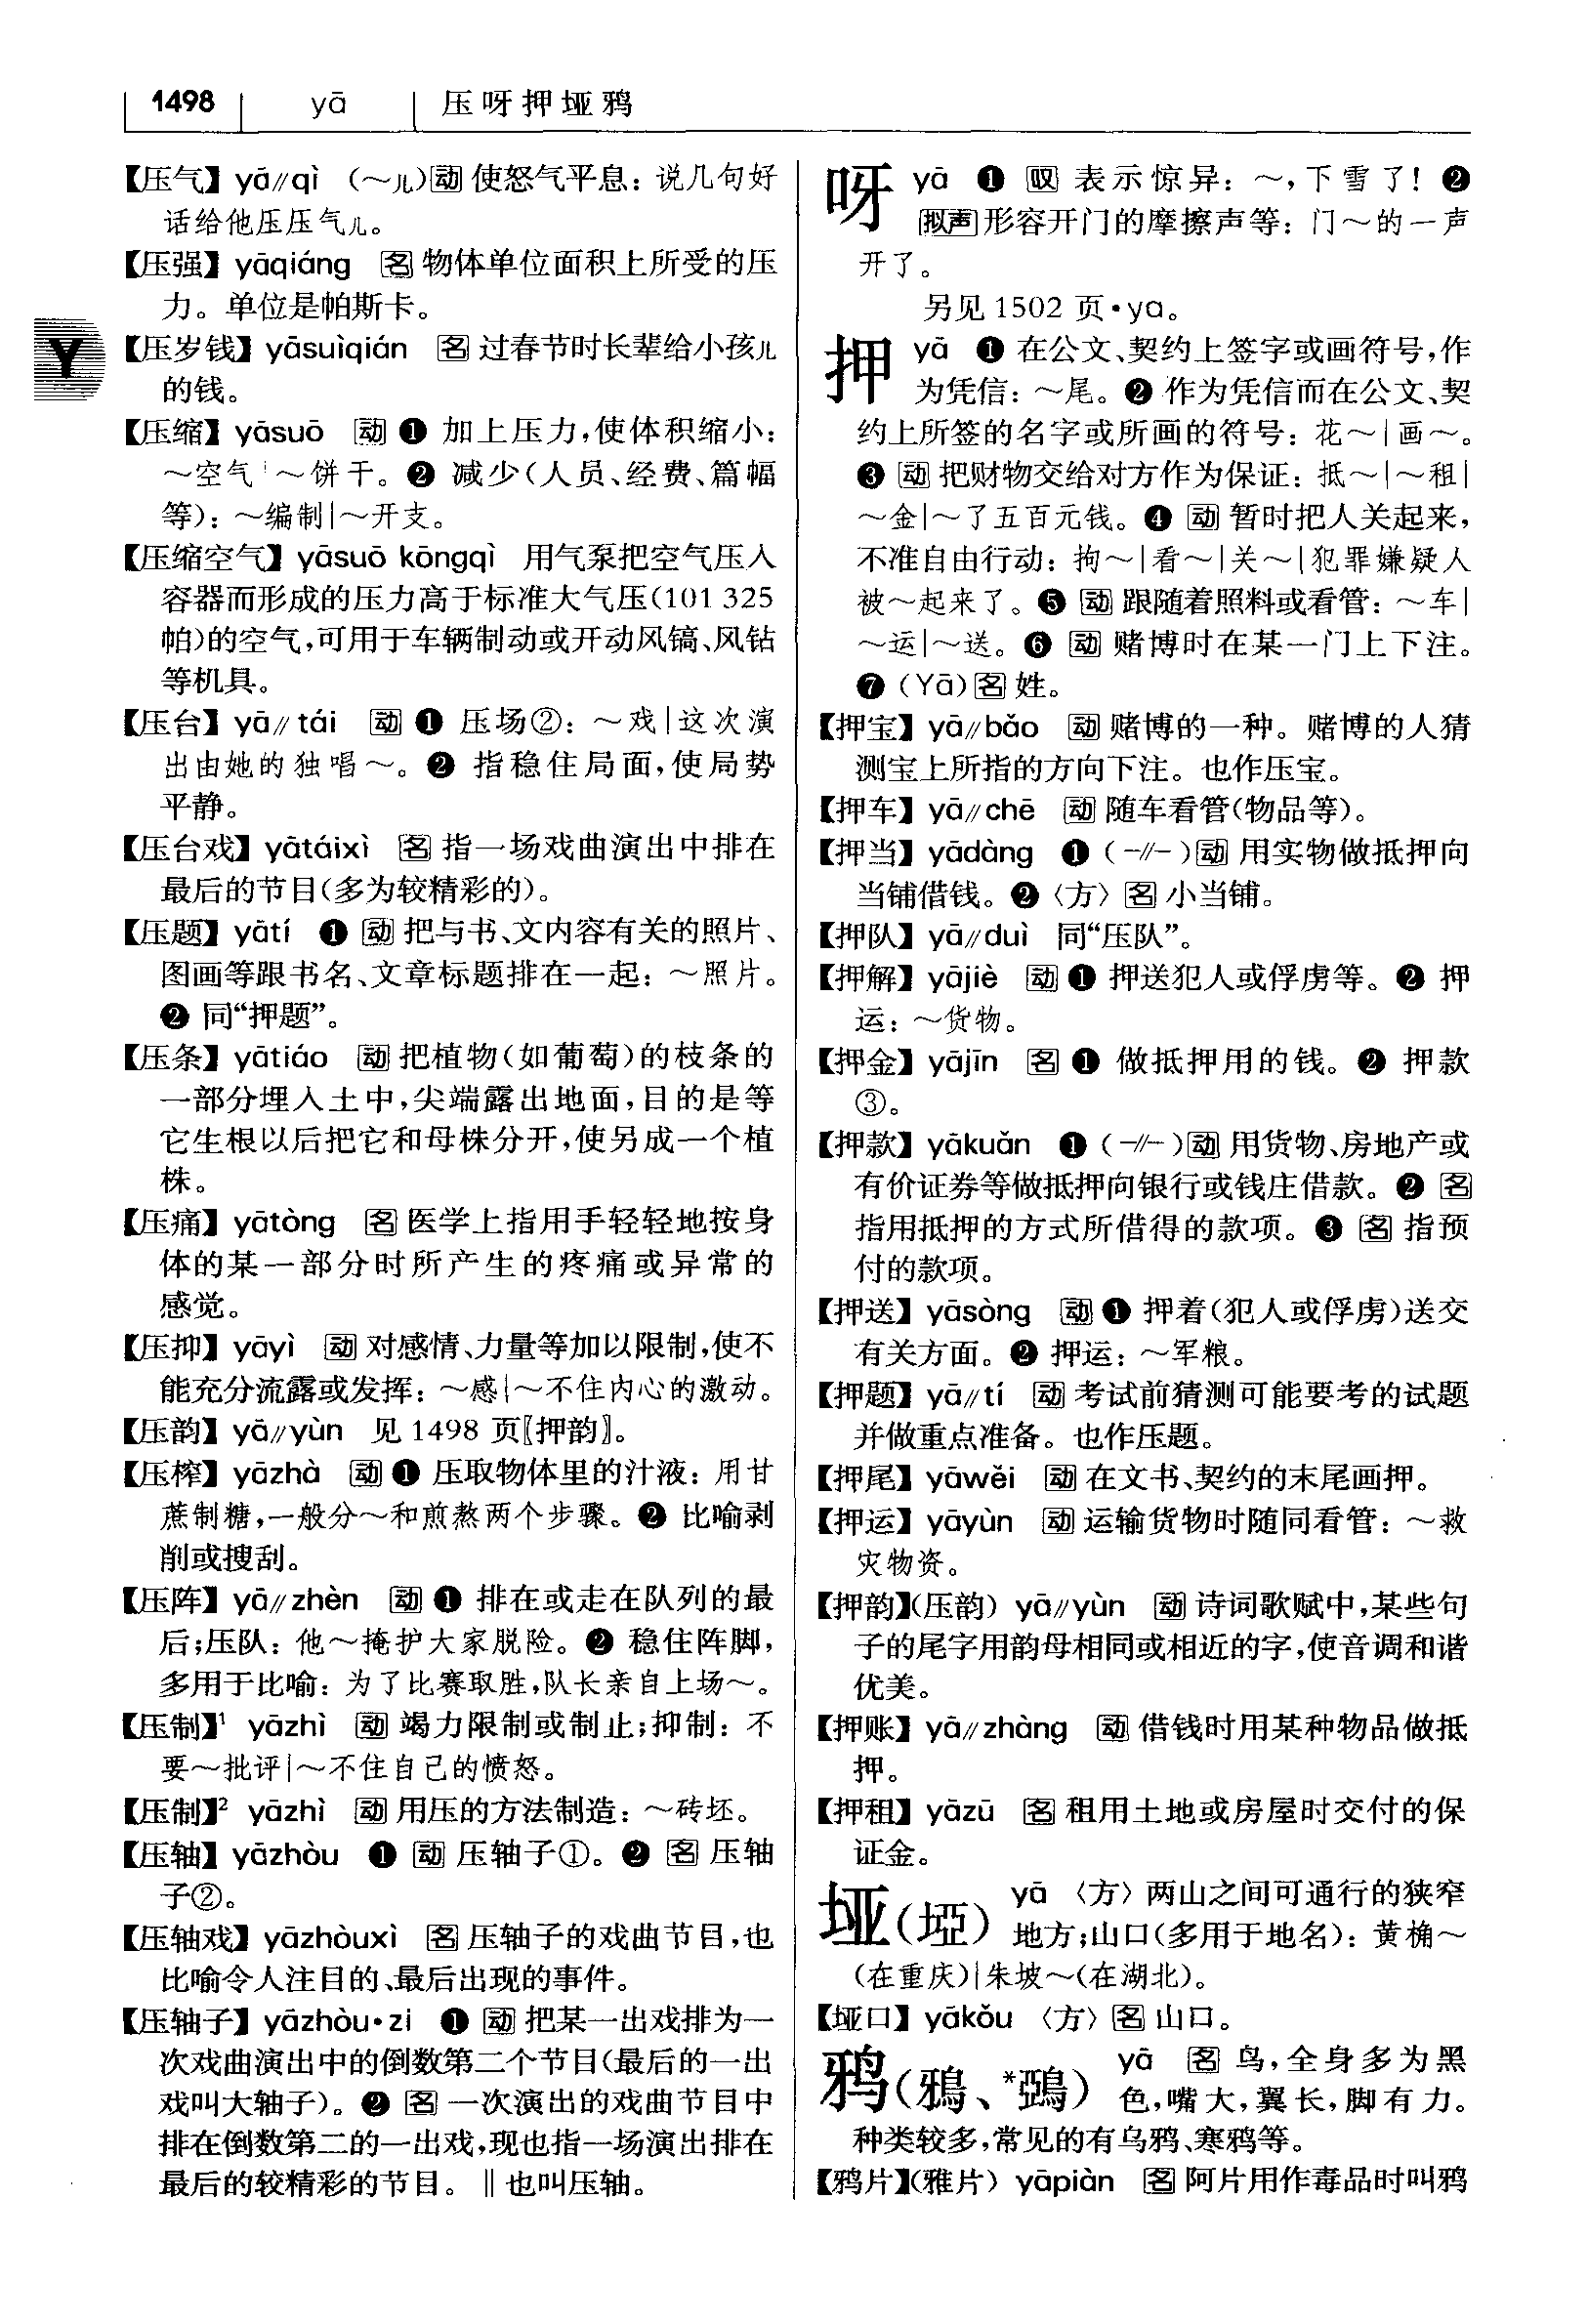 1498 yā 压呀押垭鸦
【压气】 yā//qì （～儿）动 使怒气平息：说几句好
话给他压压气儿。
【压强】 yāqiáng 名 物体单位面积上所受的压
力。单位是帕斯卡。
Y
【压岁钱】 yāsuìqián 名 过春节时长辈给小孩儿
的钱。
【压缩】 yāsuō 动 ❶ 加上压力，使体积缩小：
～空气|～饼干。❷ 减少（人员、经费、篇幅
等）：～编制|～开支。
【压缩空气】 yāsuō kōngqì 用气泵把空气压入
容器而形成的压力高于标准大气压（101 325
帕）的空气，可用于车辆制动或开动风镐、风钻
等机具。
【压台】 yā//tái 动 ❶ 压场②：～戏|这次演
出由她的独唱～。❷ 指稳住局面，使局势
平静。
【压台戏】 yātáixì 名 指一场戏曲演出中排在
最后的节目（多为较精彩的）。
【压题】 yātí ❶ 动 把与书、文内容有关的照片、
图画等跟书名、文章标题排在一起：～照片。
❷ 同“押题”。
【压条】 yātiáo 动 把植物（如葡萄）的枝条的
一部分埋入土中，尖端露出地面，目的是等
它生根以后把它和母株分开，使另成一个植
株。
【压痛】 yātòng 名 医学上指用手轻轻地按身
体的某一部分时所产生的疼痛或异常的
感觉。
【压抑】 yāyì 动 对感情、力量等加以限制，使不
能充分流露或发挥：～感|～不住内心的激动。
【压韵】 yā//yùn 见 1498 页〖押韵〗。
【压榨】 yāzhà 动 ❶ 压取物体里的汁液：用甘
蔗制糖，一般分～和煎熬两个步骤。❷ 比喻剥
削或搜刮。
【压阵】 yā//zhèn 动 ❶ 排在或走在队列的最
后；压队：他～掩护大家脱险。❷ 稳住阵脚，
多用于比喻：为了比赛取胜，队长亲自上场～。
【压制】¹ yāzhì 动 竭力限制或制止；抑制：不
要～批评|～不住自己的愤怒。
【压制】² yāzhì 动 用压的方法制造：～砖坯。
【压轴】 yāzhòu ❶ 动 压轴子①。❷ 名 压轴
子②。
【压轴戏】 yāzhòuxì 名 压轴子的戏曲节目，也
比喻令人注目的、最后出现的事件。
【压轴子】 yāzhòu·zi ❶ 动 把某一出戏排为一
次戏曲演出中的倒数第二个节目（最后的一出
戏叫大轴子）。❷ 名 一次演出的戏曲节目中
排在倒数第二的一出戏，现也指一场演出排在
最后的较精彩的节目。‖ 也叫压轴。
呀 yā ❶ 叹 表示惊异：～，下雪了！❷
拟声 形容开门的摩擦声等：门～的一声
开了。
另见 1502 页·ya。
押 yā ❶ 在公文、契约上签字或画符号，作
为凭信：～尾。❷ 作为凭信而在公文、契
约上所签的名字或所画的符号：花～|画～。
❸ 动 把财物交给对方作为保证：抵～|～租|
～金|～了五百元钱。❹ 动 暂时把人关起来，
不准自由行动：拘～|看～|关～|犯罪嫌疑人
被～起来了。❺ 动 跟随着照料或看管：～车|
～运|～送。❻ 动 赌博时在某一门上下注。
❼（Yā）名 姓。
【押宝】 yā//bǎo 动 赌博的一种。赌博的人猜
测宝上所指的方向下注。也作压宝。
【押车】 yā//chē 动 随车看管（物品等）。
【押当】 yādàng ❶（-//-）动 用实物做抵押向
当铺借钱。❷〈方〉名 小当铺。
【押队】 yā//duì 同“压队”。
【押解】 yājiè 动 ❶ 押送犯人或俘虏等。❷ 押
运：～货物。
【押金】 yājīn 名 ❶ 做抵押用的钱。❷ 押款
③。
【押款】 yākuǎn ❶（-//-）动 用货物、房地产或
有价证券等做抵押向银行或钱庄借款。❷ 名
指用抵押的方式所借得的款项。❸ 名 指预
付的款项。
【押送】 yāsòng 动 ❶ 押着（犯人或俘虏）送交
有关方面。❷ 押运：～军粮。
【押题】 yā//tí 动 考试前猜测可能要考的试题
并做重点准备。也作压题。
【押尾】 yāwěi 动 在文书、契约的末尾画押。
【押运】 yāyùn 动 运输货物时随同看管：～救
灾物资。
【押韵】（压韵） yā//yùn 动 诗词歌赋中，某些句
子的尾字用韵母相同或相近的字，使音调和谐
优美。
【押账】 yā//zhàng 动 借钱时用某种物品做抵
押。
【押租】 yāzū 名 租用土地或房屋时交付的保
证金。
垭（埡） yā 〈方〉两山之间可通行的狭窄
地方；山口（多用于地名）：黄桷～
（在重庆）|朱坡～（在湖北）。
【垭口】 yākǒu 〈方〉名 山口。
鸦（鴉、*鵶） yā 名 鸟，全身多为黑
色，嘴大，翼长，脚有力。
种类较多，常见的有乌鸦、寒鸦等。
【鸦片】（雅片） yāpiàn 名 阿片用作毒品时叫鸦